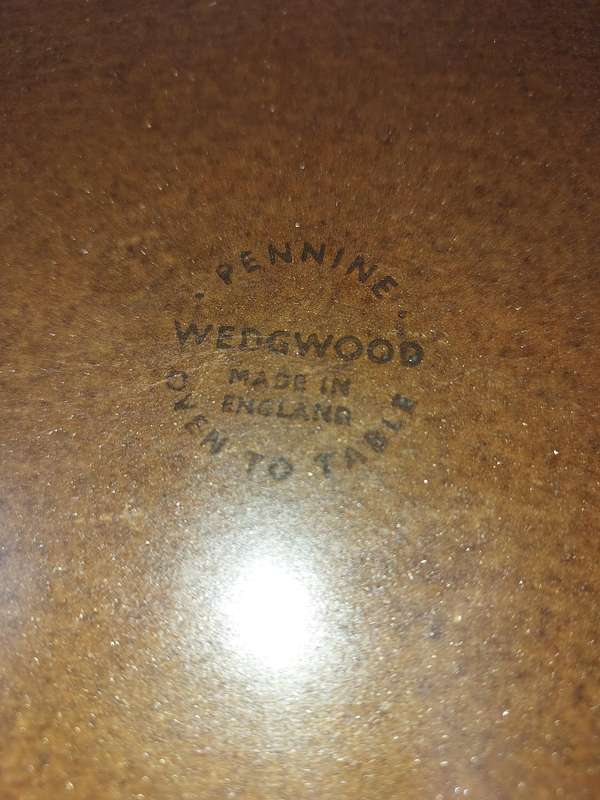 PENNINE
WEDGWOOD
MADE IN
ENGLAND
OVEN TO TABLE